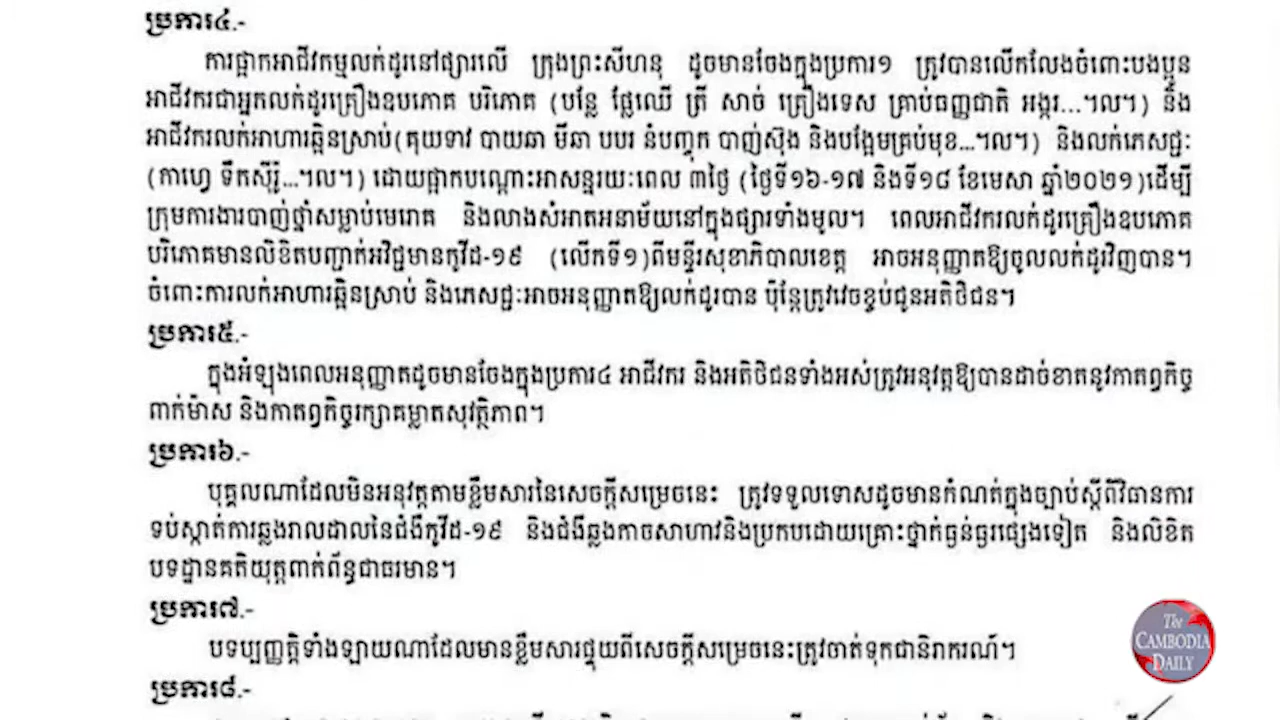 ប្រការ៤.-
ការផ្អាកអាជីវកម្មលក់ដូរនៅផ្សារលើ ក្រុងព្រះសីហនុ ដូចមានចែងក្នុងប្រការ១ ត្រូវបានលើកលែងចំពោះបងប្អូន
អាជីវករជាអ្នកលក់ដូរគ្រឿងឧបភោគ បរិភោគ (បន្លែ ផ្លែឈើ ត្រី សាច់ គ្រឿងទេស គ្រាប់ធញ្ញជាតិ អង្ករ...។ល។) និង
អាជីវករលក់អាហារឆ្អិនស្រាប់(គុយទាវ បាយឆា មីឆា បបរ នំបញ្ចុក បាញ់ស៊ុង និងបង្អែមគ្រប់មុខ...។ល។) និងលក់ភេសជ្ជៈ
(កាហ្វេ ទឹកស៊ីរ៉ូ...។ល។) ដោយផ្អាកបណ្តោះអាសន្នរយៈពេល ៣ថ្ងៃ (ថ្ងៃទី១៦-១៧ និងទី១៨ ខែមេសា ឆ្នាំ២០២១)ដើម្បី
ក្រុមការងារបាញ់ថ្នាំសម្លាប់មេរោគ និងលាងសំអាតអនាម័យនៅក្នុងផ្សារទាំងមូល។ ពេលអាជីវករលក់ដូរគ្រឿងឧបភោគ
បរិភោគមានលិខិតបញ្ជាក់អវិជ្ជមានកូវីដ-១៩ (លើកទី១)ពីមន្ទីរសុខាភិបាលខេត្ត អាចអនុញ្ញាតឱ្យចូលលក់ដូរវិញបាន។
ចំពោះការលក់អាហារឆ្អិនស្រាប់ និងភេសជ្ជៈអាចអនុញ្ញាតឱ្យលក់ដូរបាន ប៉ុន្តែត្រូវវេចខ្ចប់ជូនអតិថិជន។
ប្រការ៥.-
ក្នុងអំឡុងពេលអនុញ្ញាតដូចមានចែងក្នុងប្រការ៤ អាជីវករ និងអតិថិជនទាំងអស់ត្រូវអនុវត្តឱ្យបានដាច់ខាតនូវកាតព្វកិច្ច
ពាក់ម៉ាស និងកាតព្វកិច្ចរក្សាគម្លាតសុវត្ថិភាព។
ប្រការ៦.-
បុគ្គលណាដែលមិនអនុវត្តតាមខ្លឹមសារនៃសេចក្តីសម្រេចនេះ ត្រូវទទួលទោសដូចមានកំណត់ក្នុងច្បាប់ស្តីពីវិធានការ
ទប់ស្កាត់ការឆ្លងរាលដាលនៃជំងឺកូវីដ-១៩ និងជំងឺឆ្លងកាចសាហាវនិងប្រកបដោយគ្រោះថ្នាក់ធ្ងន់ធ្ងរផ្សេងទៀត និងលិខិត
បទដ្ឋានគតិយុត្តពាក់ព័ន្ធជាធរមាន។
ប្រការ៧.-
បទប្បញ្ញត្តិទាំងឡាយណាដែលមានខ្លឹមសារផ្ទុយពីសេចក្តីសម្រេចនេះត្រូវចាត់ទុកជានិរាករណ៍។
ប្រការ៨.-
The
CAMBODIA
DAILY